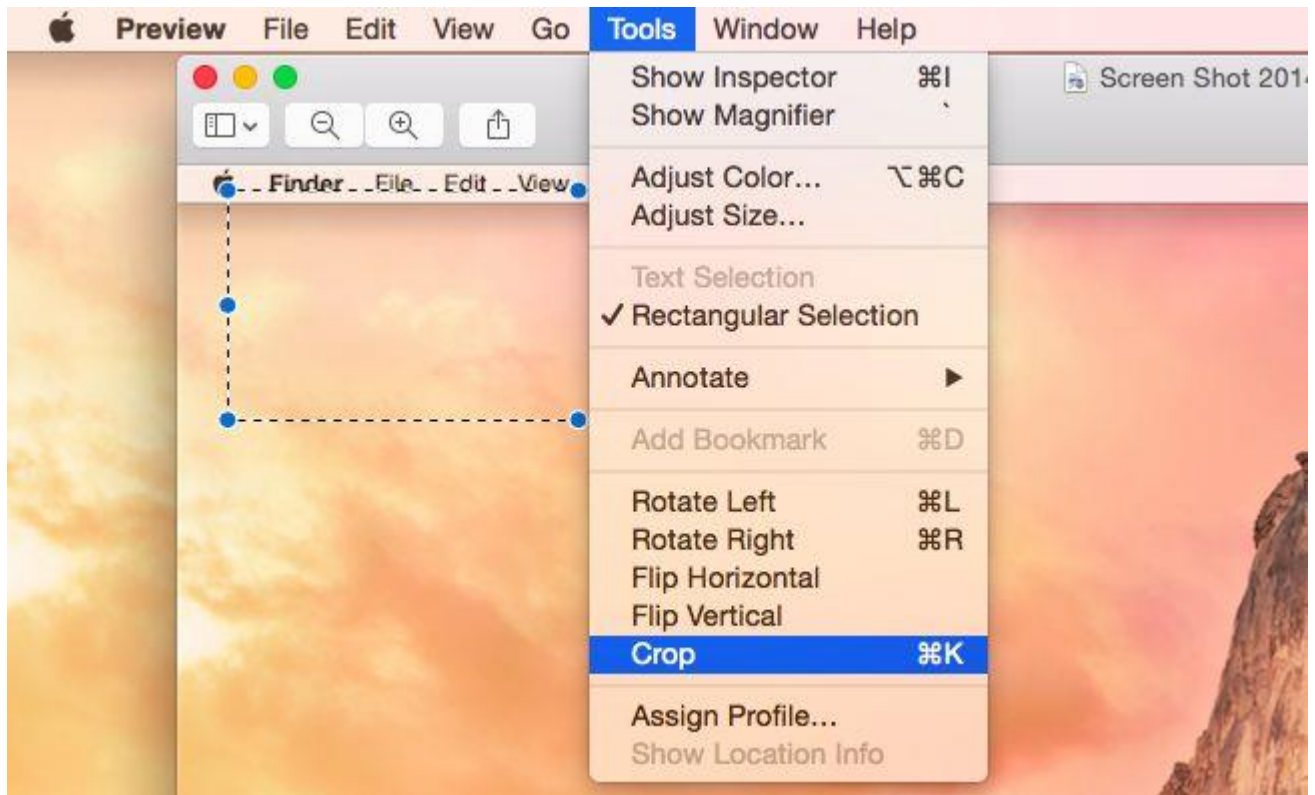 Preview File Edit View Go Tools Window Help
Screen Shot 2014
Finder File Edit View
Show Inspector ⌘I
Show Magnifier `
Adjust Color... ⌥⌘C
Adjust Size...
Text Selection
✓ Rectangular Selection
Annotate ▶
Add Bookmark ⌘D
Rotate Left ⌘L
Rotate Right ⌘R
Flip Horizontal
Flip Vertical
Crop ⌘K
Assign Profile...
Show Location Info